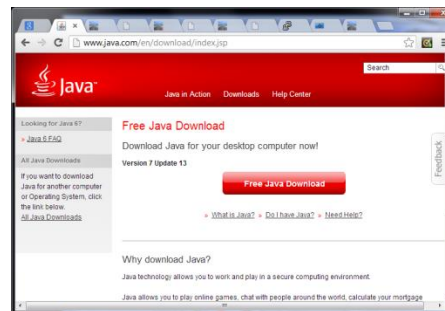 www.java.com/en/download/index.jsp
Search
Java
Java in Action Downloads Help Center
Looking for Java 6?
» Java 6 FAQ
All Java Downloads
If you want to download
Java for another computer
or Operating System, click
the link below.
All Java Downloads
Free Java Download
Download Java for your desktop computer now!
Version 7 Update 13
Free Java Download
» What is Java? » Do I have Java? » Need Help?
Why download Java?
Java technology allows you to work and play in a secure computing environment.
Java allows you to play online games, chat with people around the world, calculate your mortgage
Feedback